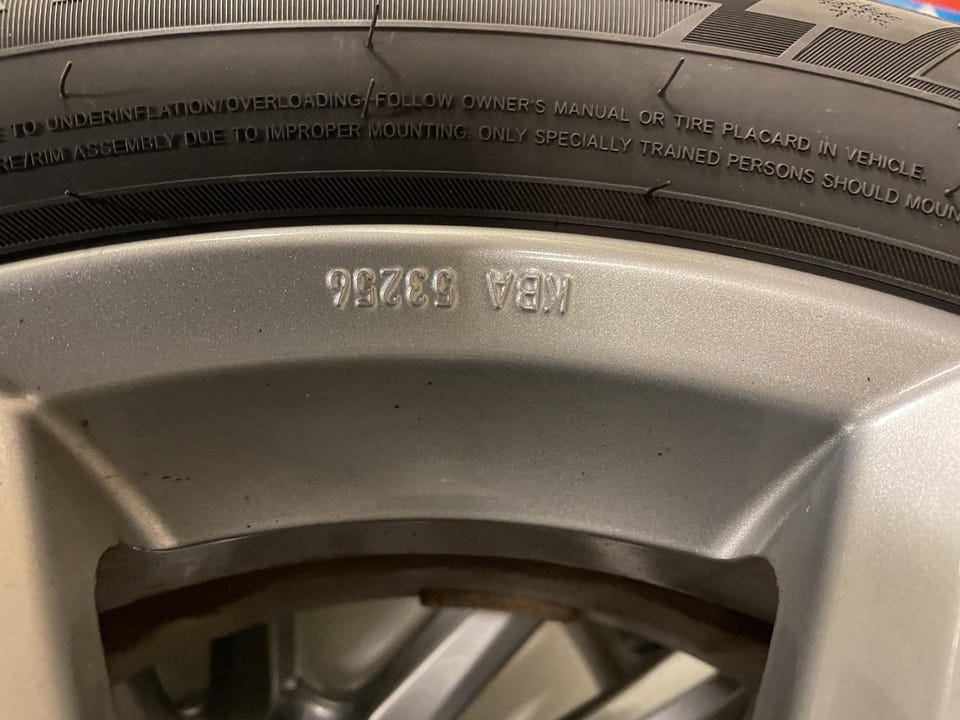 TO UNDERINFLATION/OVERLOADING-FOLLOW OWNER'S MANUAL OR TIRE PLACARD IN VEHICLE.
RE/RIM ASSEMBLY DUE TO IMPROPER MOUNTING. ONLY SPECIALLY TRAINED PERSONS SHOULD MOUN
KBA 53256